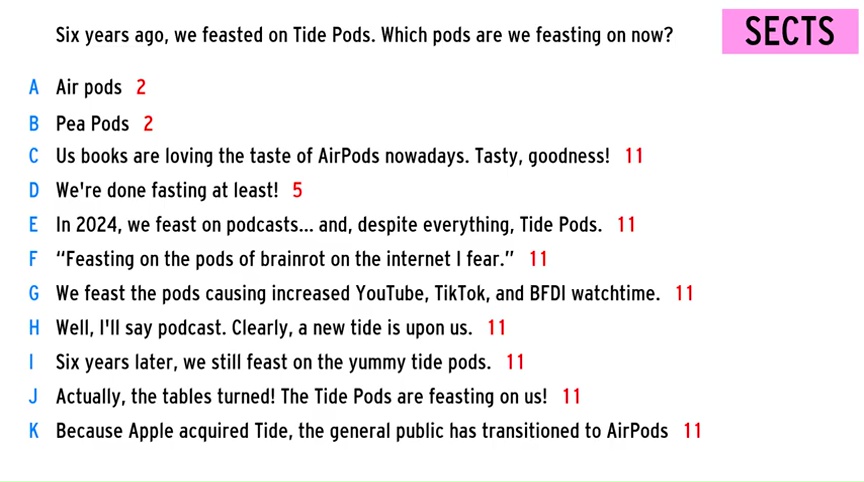 Six years ago, we feasted on Tide Pods. Which pods are we feasting on now?
SECTS
A Air pods 2
B Pea Pods 2
C Us books are loving the taste of AirPods nowadays. Tasty, goodness! 11
D We're done fasting at least! 5
E In 2024, we feast on podcasts... and, despite everything, Tide Pods. 11
F “Feasting on the pods of brainrot on the internet I fear.” 11
G We feast the pods causing increased YouTube, TikTok, and BFDI watchtime. 11
H Well, I'll say podcast. Clearly, a new tide is upon us. 11
I Six years later, we still feast on the yummy tide pods. 11
J Actually, the tables turned! The Tide Pods are feasting on us! 11
K Because Apple acquired Tide, the general public has transitioned to AirPods 11